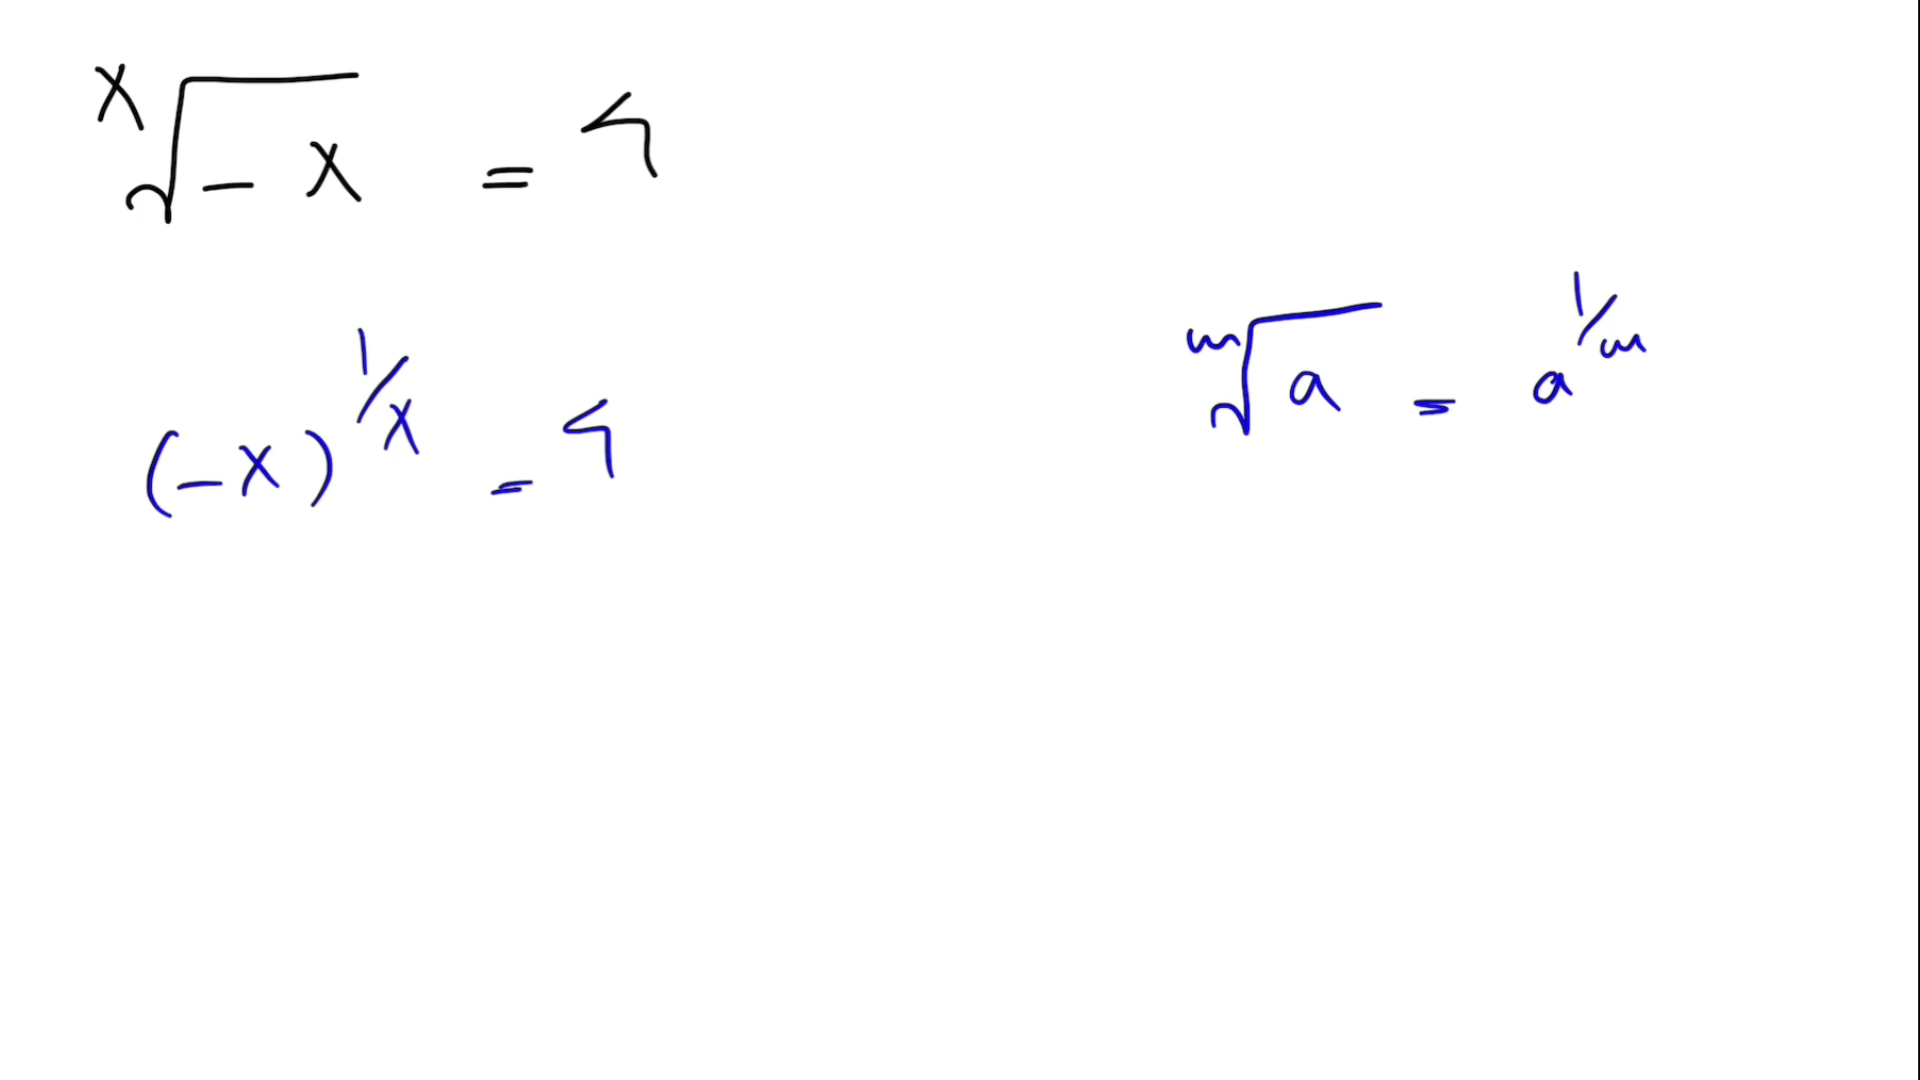 ˣ√(-x) = 4
ᵐ√a = a^(1/m)
(-x)^(1/x) = 4